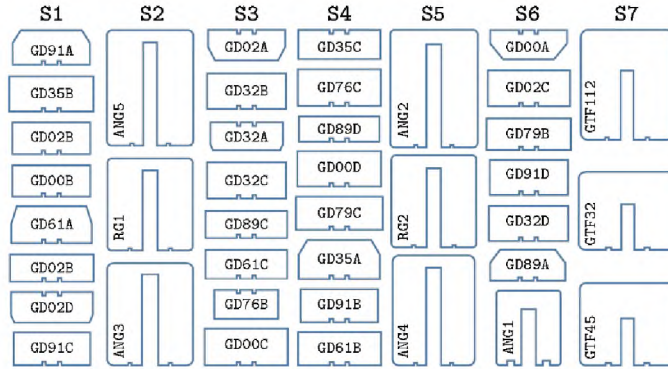 S1 S2 S3 S4 S5 S6 S7
GD91A
GD35B
GD02B
GD00B
GD61A
GD02B
GD02D
GD91C
ANG5
RG1
ANG3
GD02A
GD32B
GD32A
GD32C
GD89C
GD61C
GD76B
GD00C
GD35C
GD76C
GD89D
GD00D
GD79C
GD35A
GD91B
GD61B
ANG2
RG2
ANG4
GD00A
GD02C
GD79B
GD91D
GD32D
GD89A
ANG1
GTF112
GTF32
GTF45